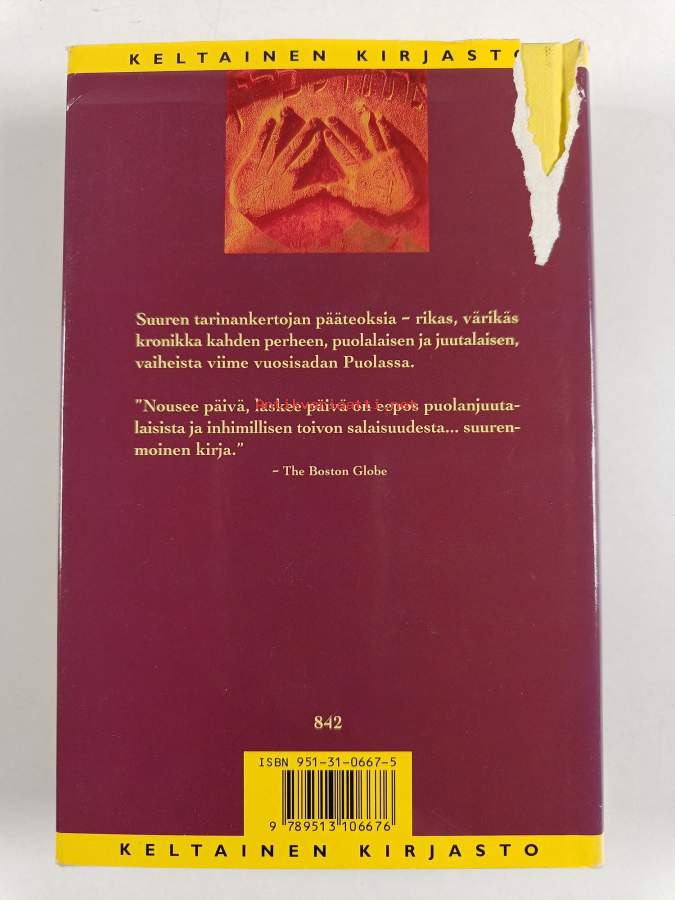 KELTAINEN KIRJASTO
Suuren tarinankertojan pääteoksia – rikas, värikäs
kronikka kahden perheen, puolalaisen ja juutalaisen,
vaiheista viime vuosisadan Puolassa.
"Nousee päivä, laskee päivä on eepos puolanjuuta-
laisista ja inhimillisen toivon salaisuudesta... suuren-
moinen kirja."
– The Boston Globe
842
ISBN 951-31-0667-5
9 789513 106676
KELTAINEN KIRJASTO